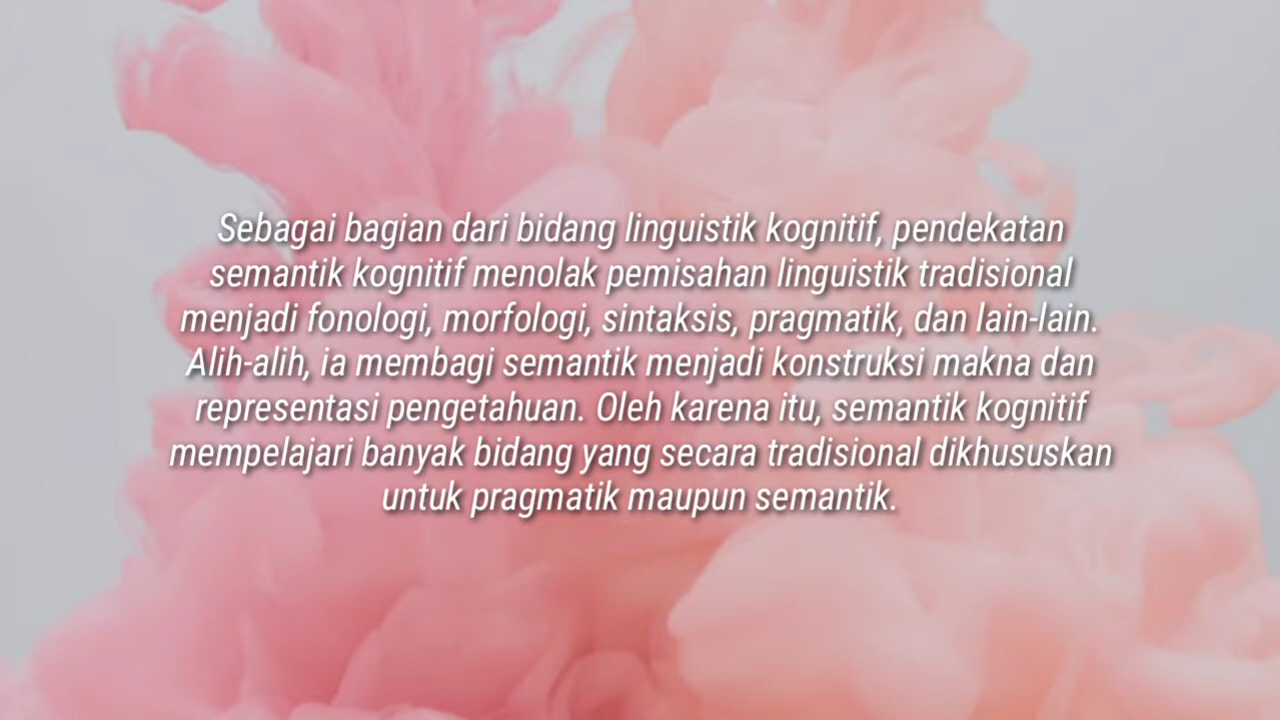 Sebagai bagian dari bidang linguistik kognitif, pendekatan
semantik kognitif menolak pemisahan linguistik tradisional
menjadi fonologi, morfologi, sintaksis, pragmatik, dan lain-lain.
Alih-alih, ia membagi semantik menjadi konstruksi makna dan
representasi pengetahuan. Oleh karena itu, semantik kognitif
mempelajari banyak bidang yang secara tradisional dikhususkan
untuk pragmatik maupun semantik.